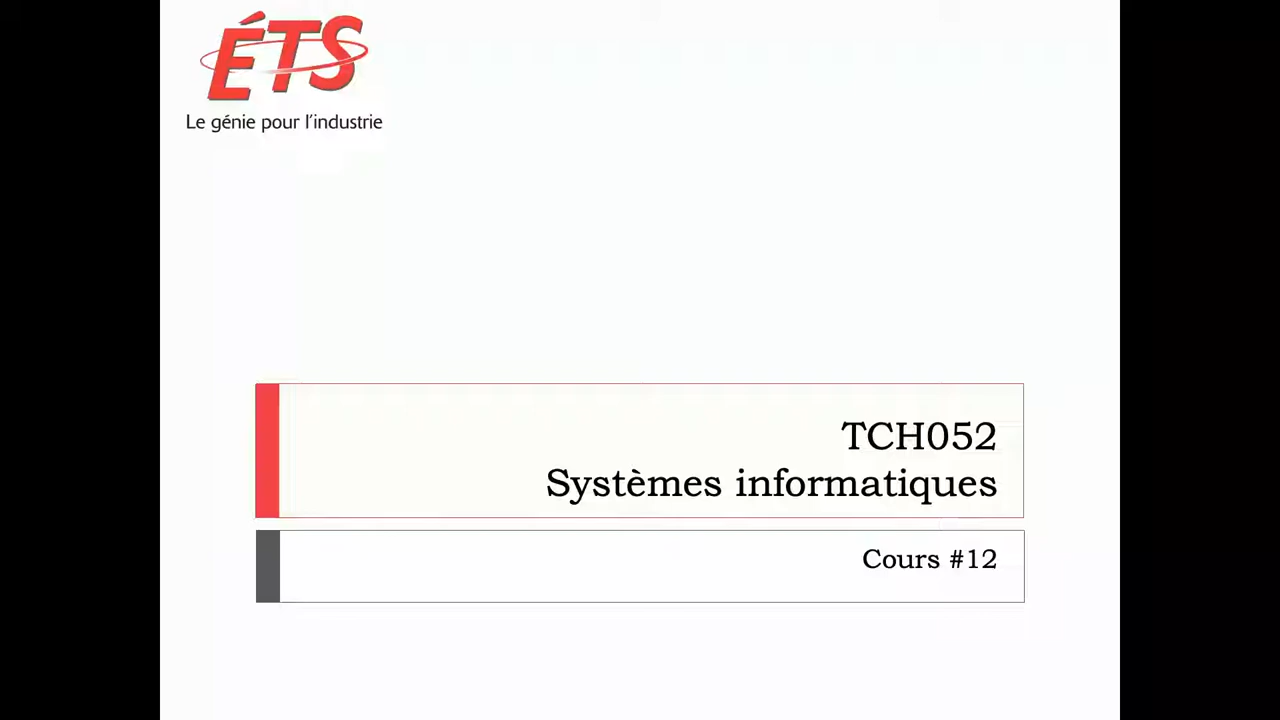 ÉTS
Le génie pour l'industrie
TCH052
Systèmes informatiques
Cours #12